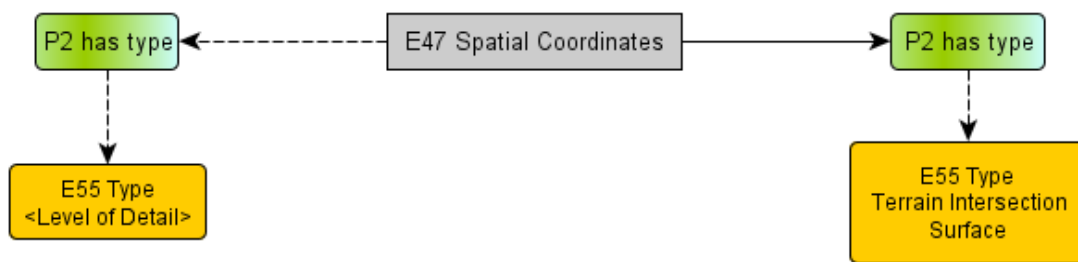 P2 has type
E47 Spatial Coordinates
P2 has type
E55 Type
<Level of Detail>
E55 Type
Terrain Intersection
Surface